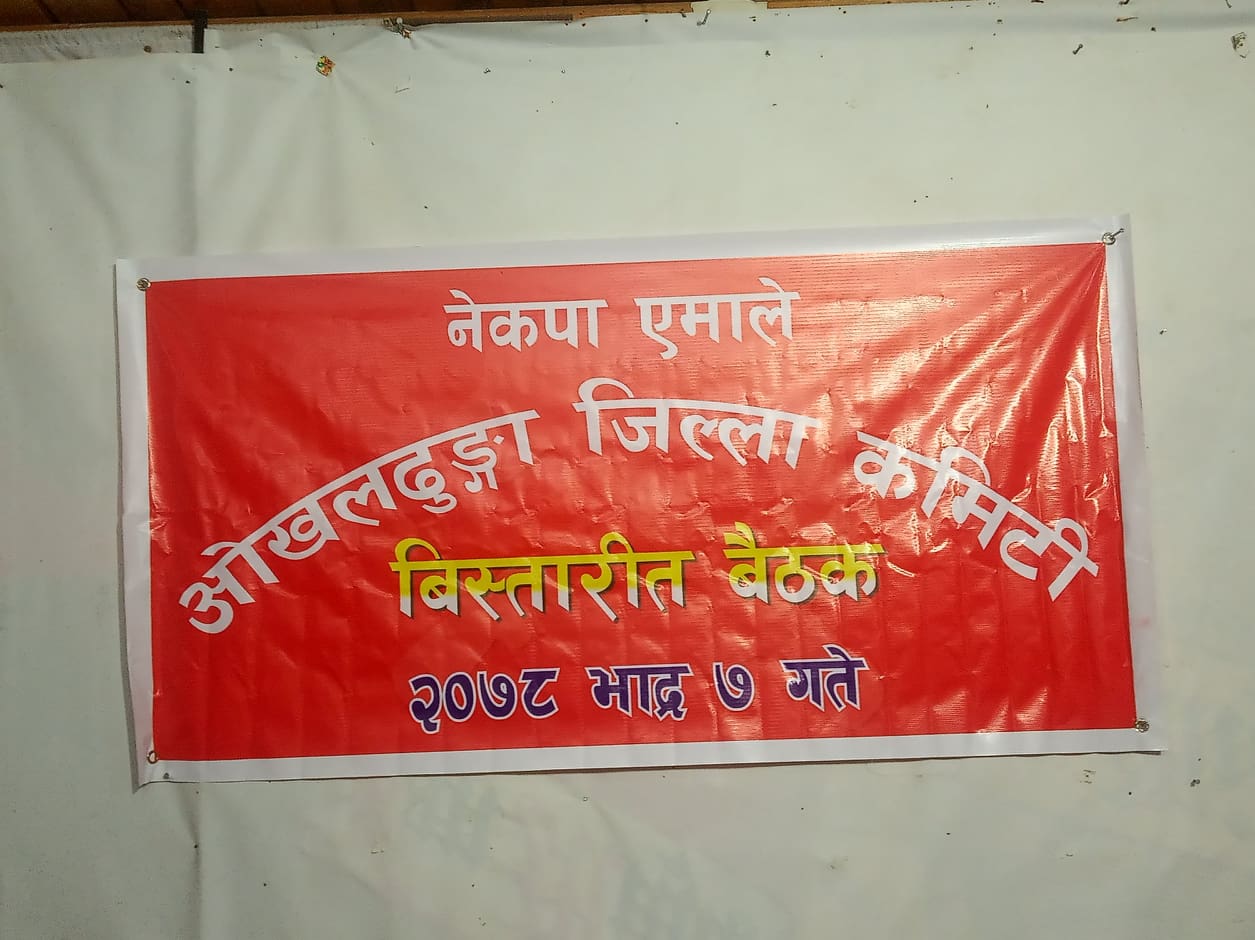 नेकपा एमाले
ओखलढुङ्गा जिल्ला कमिटी
बिस्तारीत बैठक
२०७८ भाद्र ७ गते